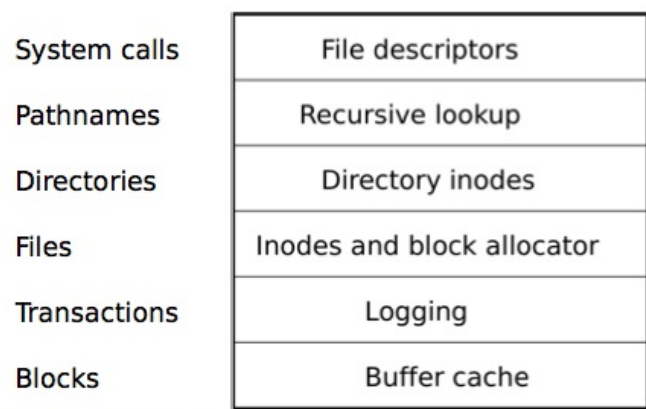 System calls File descriptors
Pathnames Recursive lookup
Directories Directory inodes
Files Inodes and block allocator
Transactions Logging
Blocks Buffer cache